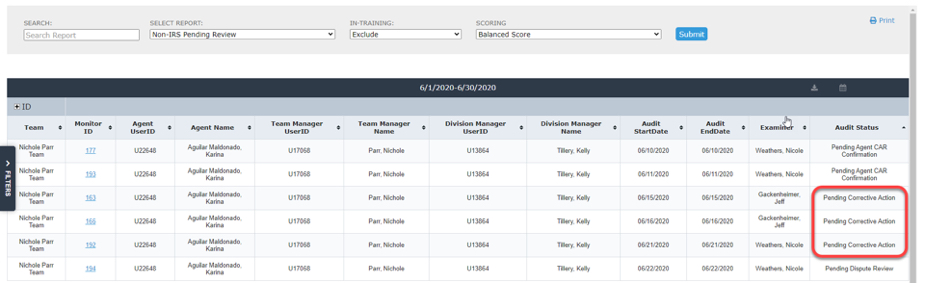 SEARCH: SELECT REPORT: IN-TRAINING: SCORING
Print
Search Report Non-IRS Pending Review Exclude Balanced Score Submit
6/1/2020-6/30/2020
+ ID
Team Monitor ID Agent UserID Agent Name Team Manager UserID Team Manager Name Division Manager UserID Division Manager Name Audit StartDate Audit EndDate Examiner Audit Status
Nichole Parr Team 177 U22648 Aguilar Maldonado, Karina U17068 Parr, Nichole U13864 Tillery, Kelly 06/10/2020 06/10/2020 Weathers, Nicole Pending Agent CAR Confirmation
Nichole Parr Team 193 U22648 Aguilar Maldonado, Karina U17068 Parr, Nichole U13864 Tillery, Kelly 06/11/2020 06/11/2020 Weathers, Nicole Pending Agent CAR Confirmation
> FILTERS
Nichole Parr Team 163 U22648 Aguilar Maldonado, Karina U17068 Parr, Nichole U13864 Tillery, Kelly 06/15/2020 06/15/2020 Gackenheimer, Jeff Pending Corrective Action
Nichole Parr Team 166 U22648 Aguilar Maldonado, Karina U17068 Parr, Nichole U13864 Tillery, Kelly 06/16/2020 06/16/2020 Gackenheimer, Jeff Pending Corrective Action
Nichole Parr Team 192 U22648 Aguilar Maldonado, Karina U17068 Parr, Nichole U13864 Tillery, Kelly 06/21/2020 06/21/2020 Weathers, Nicole Pending Corrective Action
Nichole Parr Team 194 U22648 Aguilar Maldonado, Karina U17068 Parr, Nichole U13864 Tillery, Kelly 06/22/2020 06/22/2020 Weathers, Nicole Pending Dispute Review